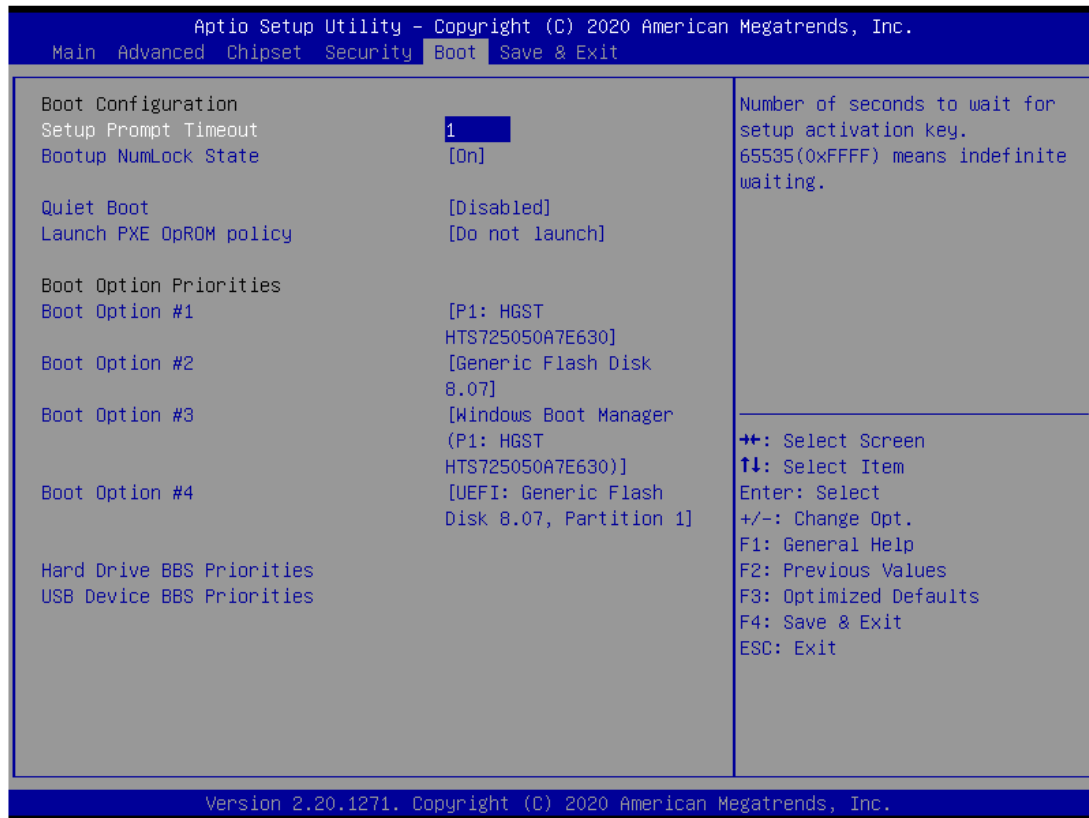 Aptio Setup Utility – Copyright (C) 2020 American Megatrends, Inc.
Main Advanced Chipset Security Boot Save & Exit
Boot Configuration
Setup Prompt Timeout 1
Bootup NumLock State [On]
Quiet Boot [Disabled]
Launch PXE OpROM policy [Do not launch]
Boot Option Priorities
Boot Option #1 [P1: HGST
HTS725050A7E630]
Boot Option #2 [Generic Flash Disk
8.07]
Boot Option #3 [Windows Boot Manager
(P1: HGST
HTS725050A7E630)]
Boot Option #4 [UEFI: Generic Flash
Disk 8.07, Partition 1]
Hard Drive BBS Priorities
USB Device BBS Priorities
Number of seconds to wait for
setup activation key.
65535(0xFFFF) means indefinite
waiting.
→←: Select Screen
↑↓: Select Item
Enter: Select
+/-: Change Opt.
F1: General Help
F2: Previous Values
F3: Optimized Defaults
F4: Save & Exit
ESC: Exit
Version 2.20.1271. Copyright (C) 2020 American Megatrends, Inc.